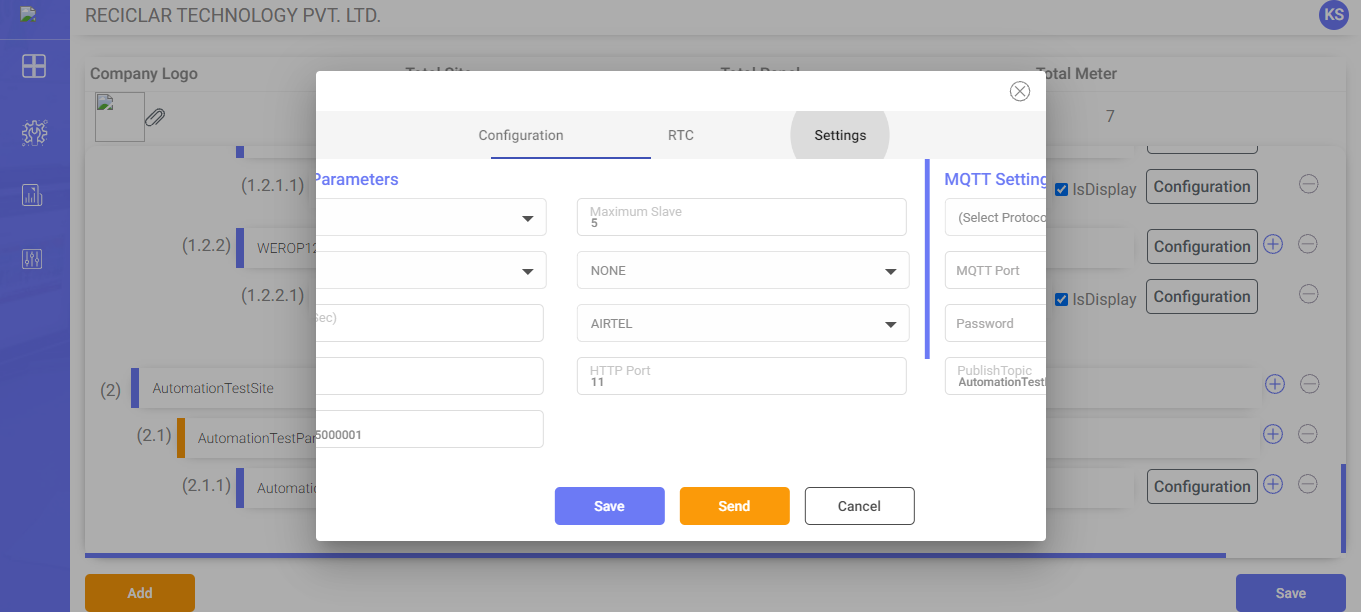 RECICLAR TECHNOLOGY PVT. LTD.
KS
Company Logo
Total Site
Total Panel
Total Meter
7
Configuration
RTC
Settings
Parameters
MQTT Setting
Maximum Slave
5
(Select Protoco
NONE
MQTT Port
Sec)
AIRTEL
Password
HTTP Port
11
PublishTopic
AutomationTest
5000001
Save
Send
Cancel
(1.2.1.1)
IsDisplay
Configuration
(1.2.2)
WEROP12
Configuration
(1.2.2.1)
IsDisplay
Configuration
(2)
AutomationTestSite
(2.1)
AutomationTestPan
(2.1.1)
Automati
Configuration
Add
Save